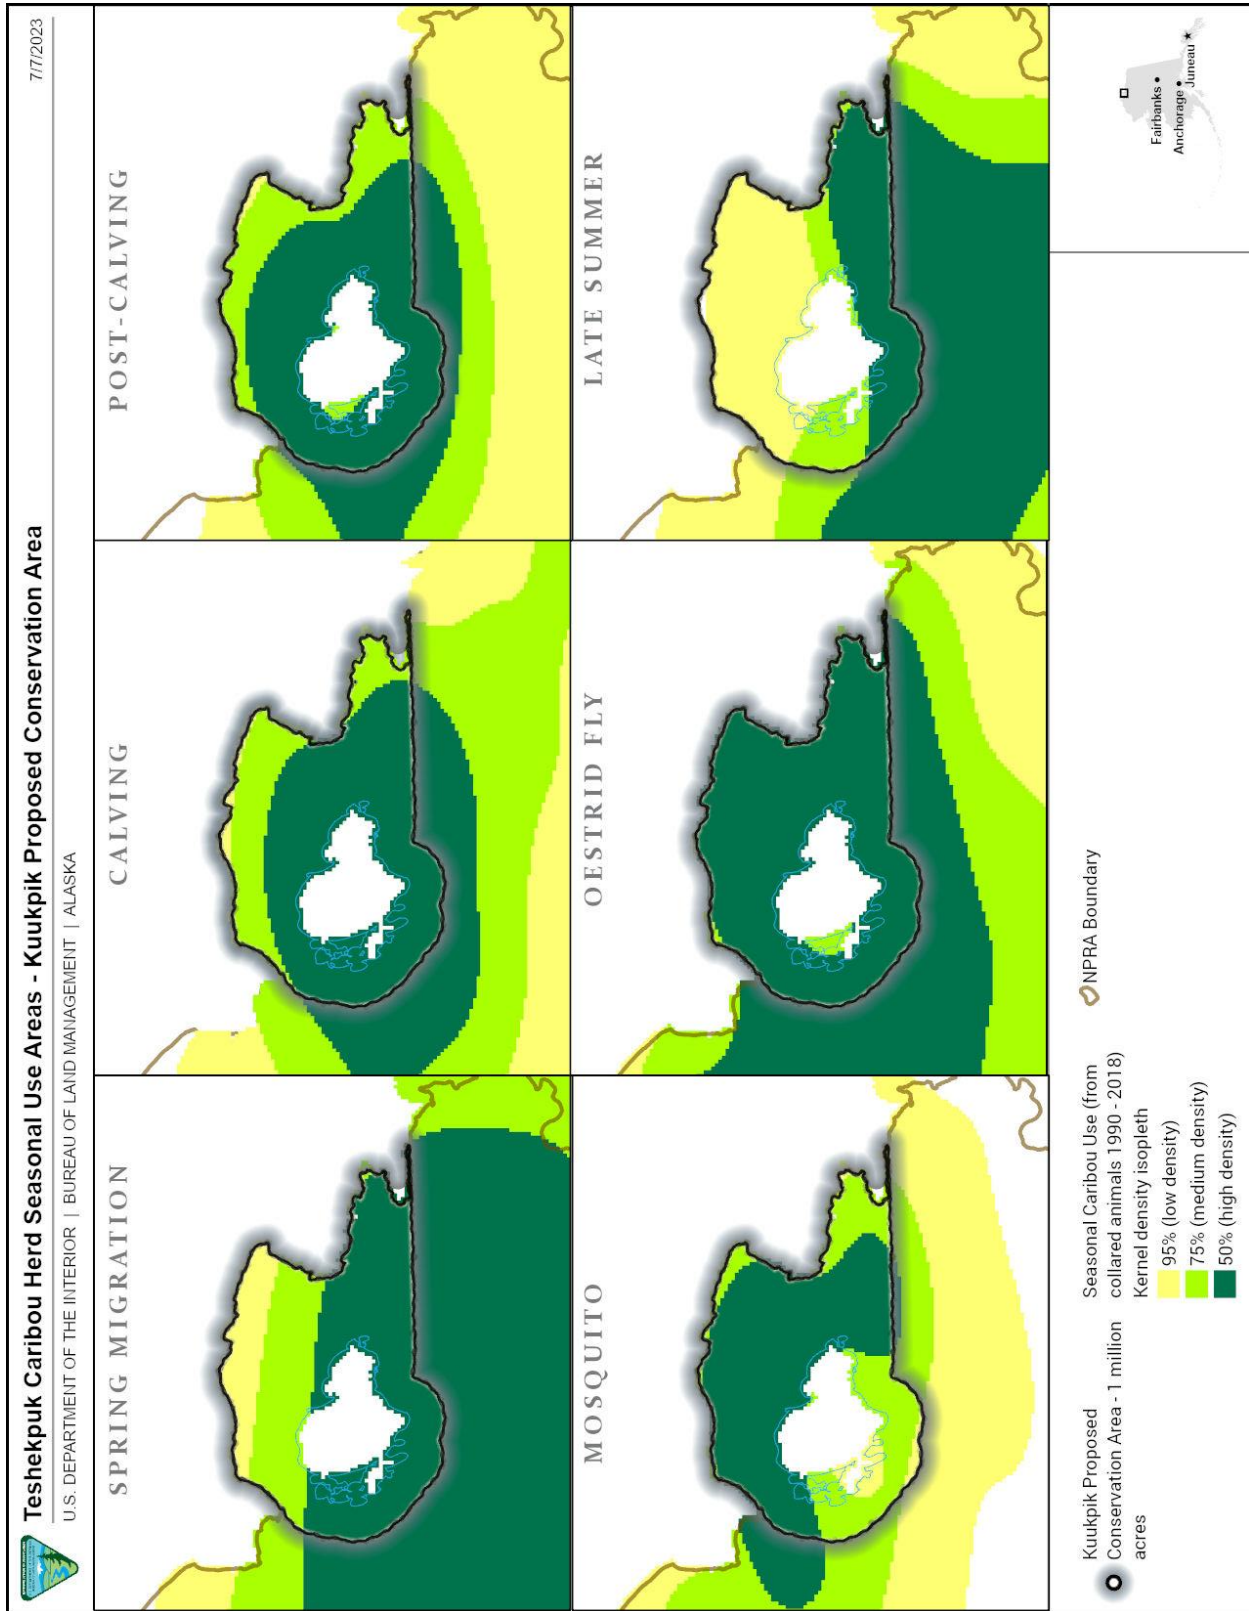 Teshekpuk Caribou Herd Seasonal Use Areas - Kuukpik Proposed Conservation Area
7/7/2023
U.S. DEPARTMENT OF THE INTERIOR | BUREAU OF LAND MANAGEMENT | ALASKA
SPRING MIGRATION
CALVING
POST-CALVING
MOSQUITO
OESTRID FLY
LATE SUMMER
Kuukpik Proposed
Conservation Area - 1 million
acres
Seasonal Caribou Use (from
collared animals 1990 - 2018)
Kernel density isopleth
95% (low density)
75% (medium density)
50% (high density)
NPRA Boundary
Fairbanks
Anchorage
Juneau